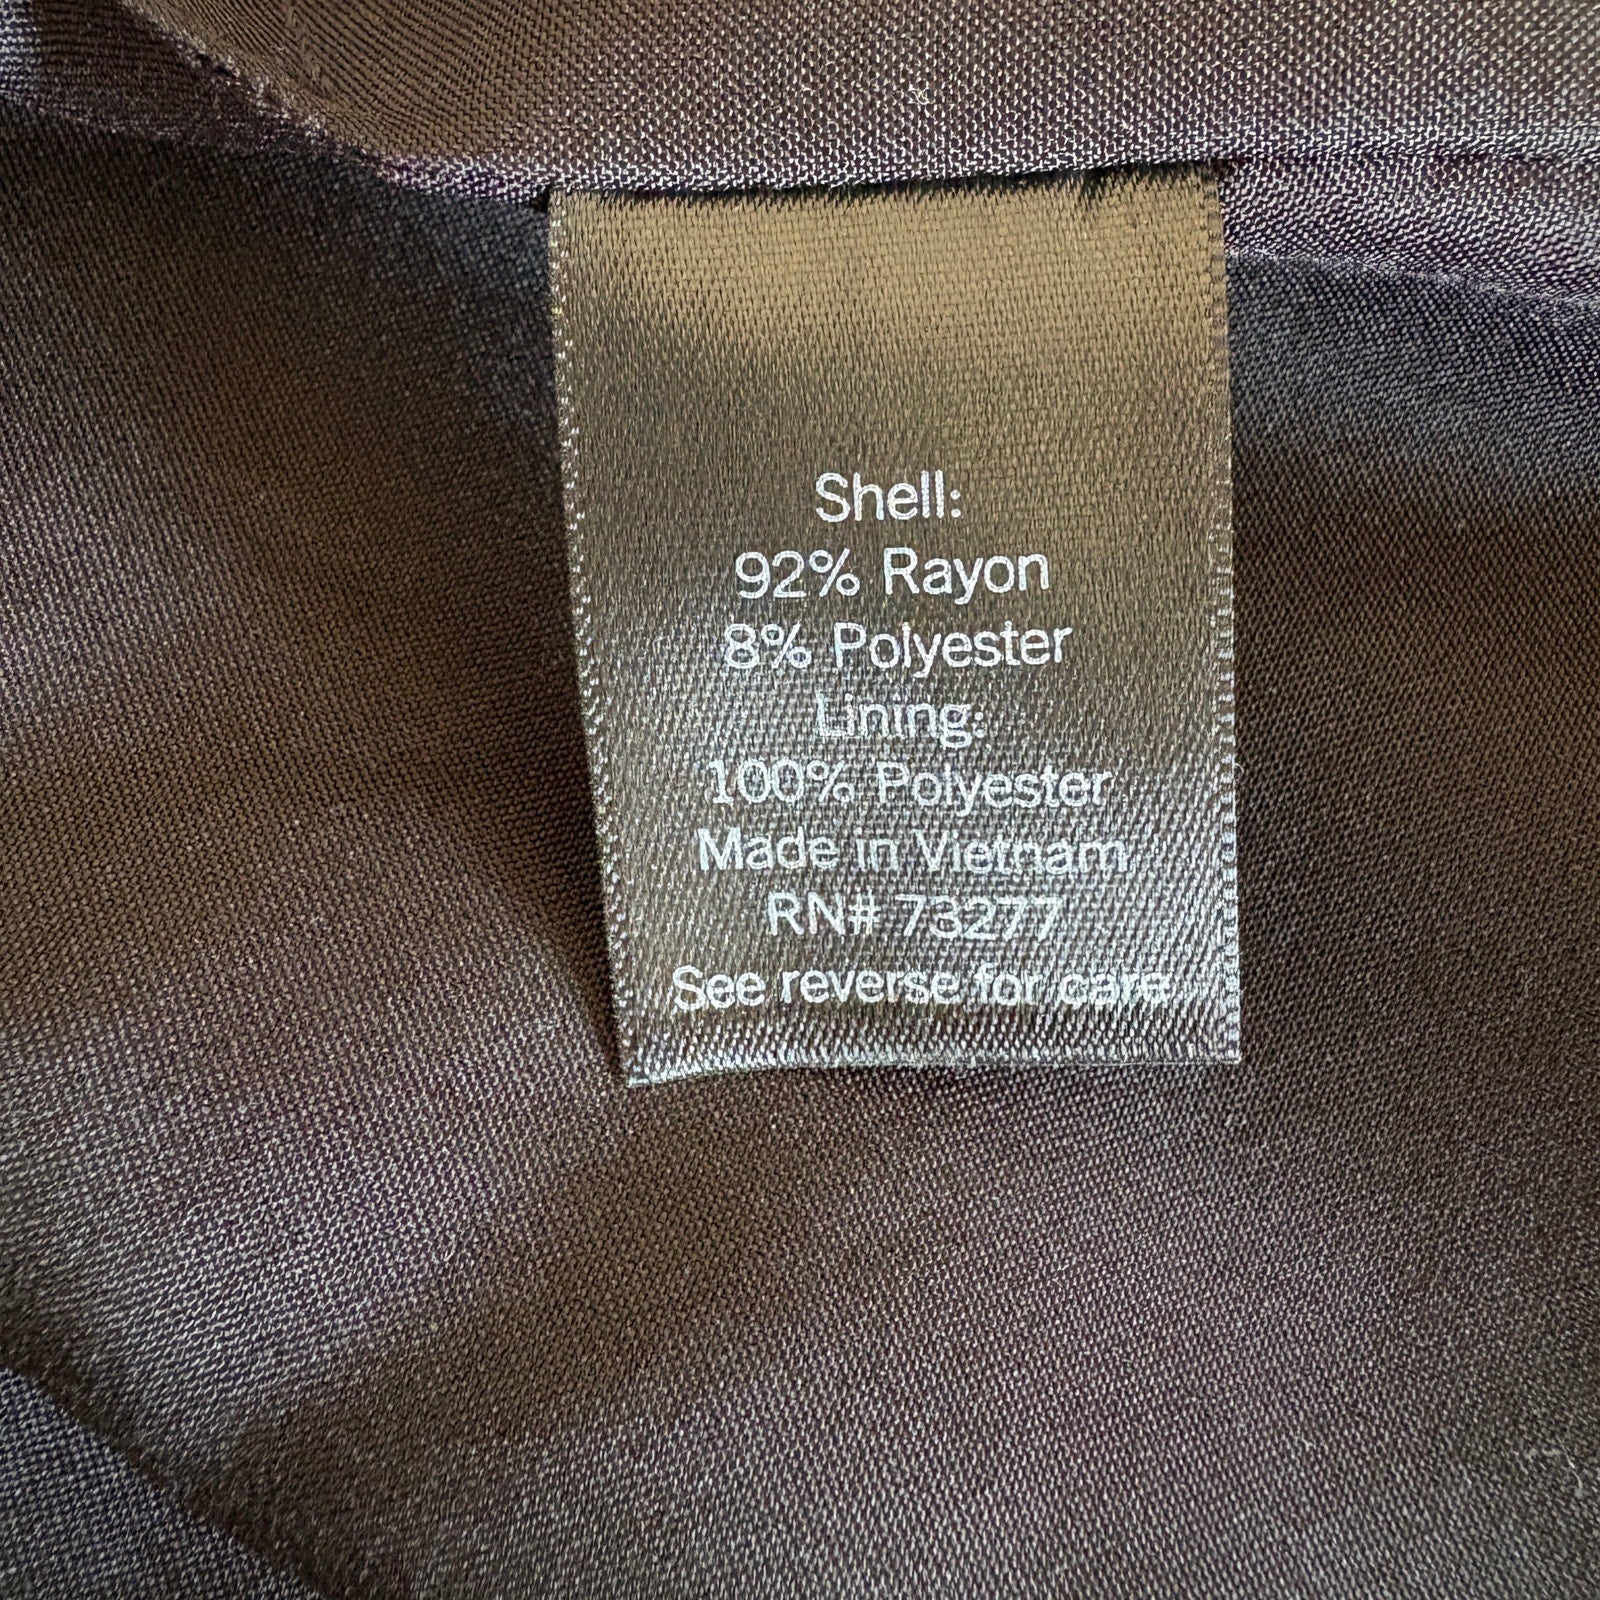 Shell:
92% Rayon
8% Polyester
Lining:
100% Polyester
Made in Vietnam
RN# 73277
See reverse for care